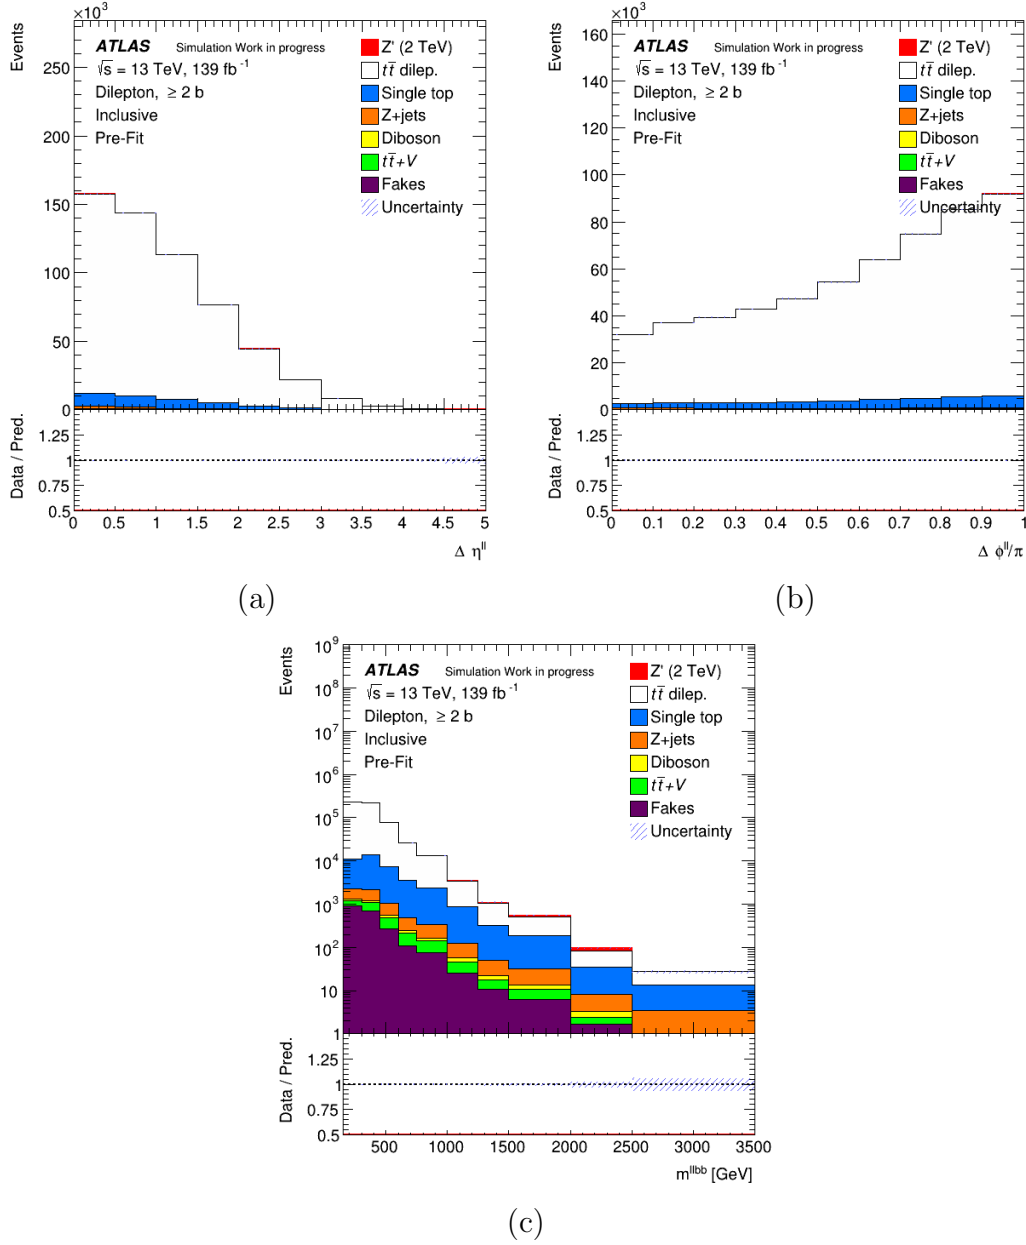 ×10³
Events
ATLAS Simulation Work in progress
√s = 13 TeV, 139 fb⁻¹
Dilepton, ≥ 2 b
Inclusive
Pre-Fit
Z' (2 TeV)
tt̅ dilep.
Single top
Z+jets
Diboson
tt̅+V
Fakes
Uncertainty
250
200
150
100
50
0
Data / Pred.
1.25
1
0.75
0.5
0 0.5 1 1.5 2 2.5 3 3.5 4 4.5 5
Δ η^ll
(a)
×10³
Events
ATLAS Simulation Work in progress
√s = 13 TeV, 139 fb⁻¹
Dilepton, ≥ 2 b
Inclusive
Pre-Fit
Z' (2 TeV)
tt̅ dilep.
Single top
Z+jets
Diboson
tt̅+V
Fakes
Uncertainty
160
140
120
100
80
60
40
20
0
Data / Pred.
1.25
1
0.75
0.5
0 0.1 0.2 0.3 0.4 0.5 0.6 0.7 0.8 0.9 1
Δ φ^ll/π
(b)
Events
ATLAS Simulation Work in progress
√s = 13 TeV, 139 fb⁻¹
Dilepton, ≥ 2 b
Inclusive
Pre-Fit
Z' (2 TeV)
tt̅ dilep.
Single top
Z+jets
Diboson
tt̅+V
Fakes
Uncertainty
10⁹
10⁸
10⁷
10⁶
10⁵
10⁴
10³
10²
10
1
Data / Pred.
1.25
1
0.75
0.5
500 1000 1500 2000 2500 3000 3500
m^llbb [GeV]
(c)